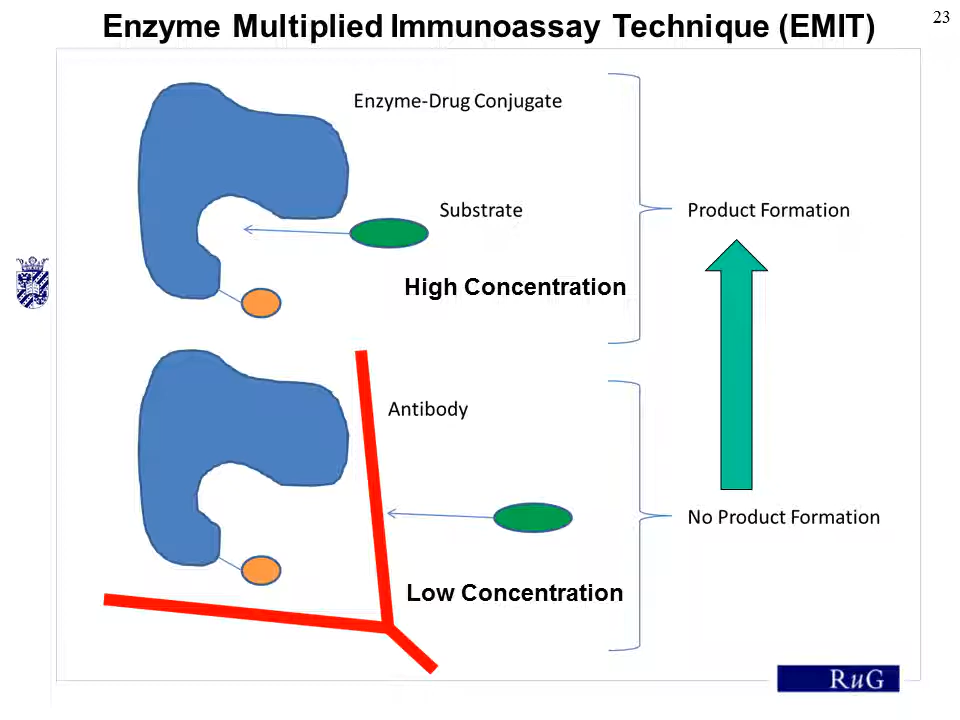 Enzyme Multiplied Immunoassay Technique (EMIT)
23
Enzyme-Drug Conjugate
Substrate
Product Formation
High Concentration
Antibody
No Product Formation
Low Concentration
RuG